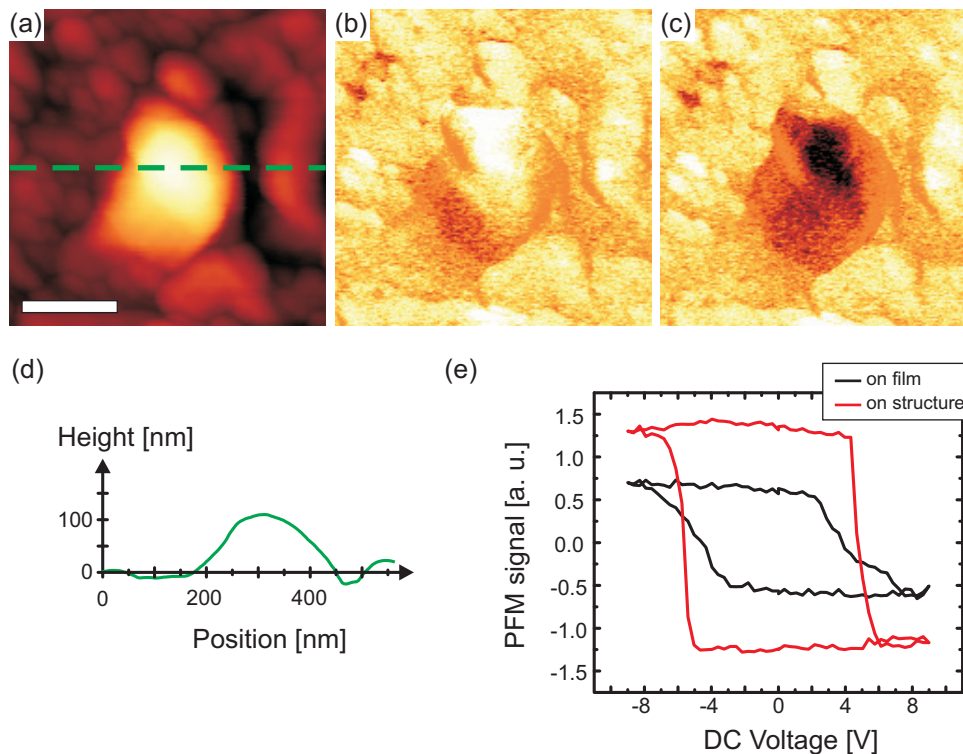 (a)
(b)
(c)
(d)
Height [nm]
100
0
0
200
400
Position [nm]
(e)
on film
on structure
1.5
1.0
0.5
0.0
-0.5
-1.0
-1.5
PFM signal [a. u.]
-8
-4
0
4
8
DC Voltage [V]